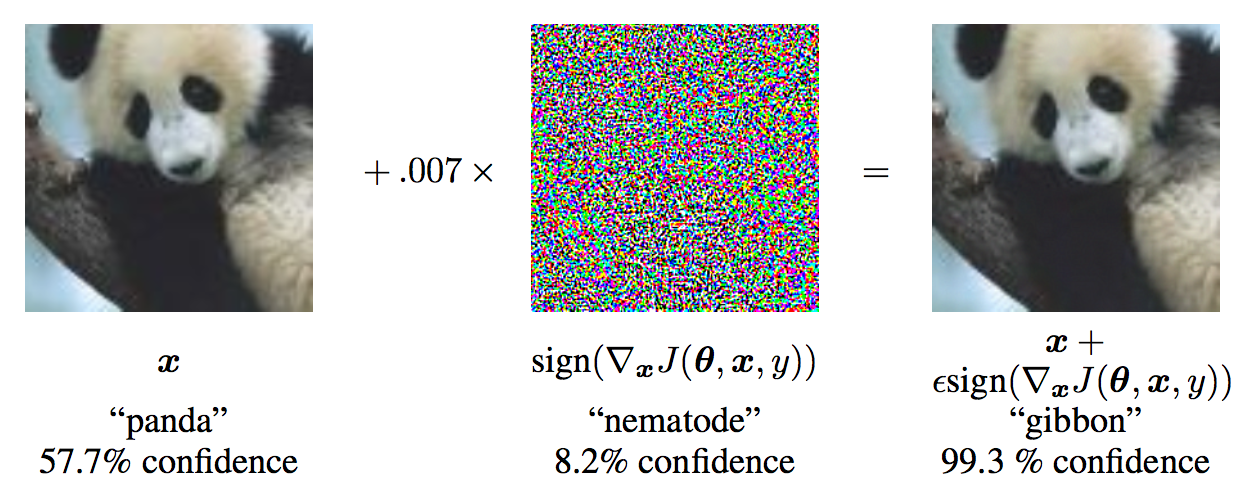 + .007 ×
=
x
sign(∇ₓJ(θ, x, y))
x +
ϵsign(∇ₓJ(θ, x, y))
“panda”
“nematode”
“gibbon”
57.7% confidence
8.2% confidence
99.3 % confidence